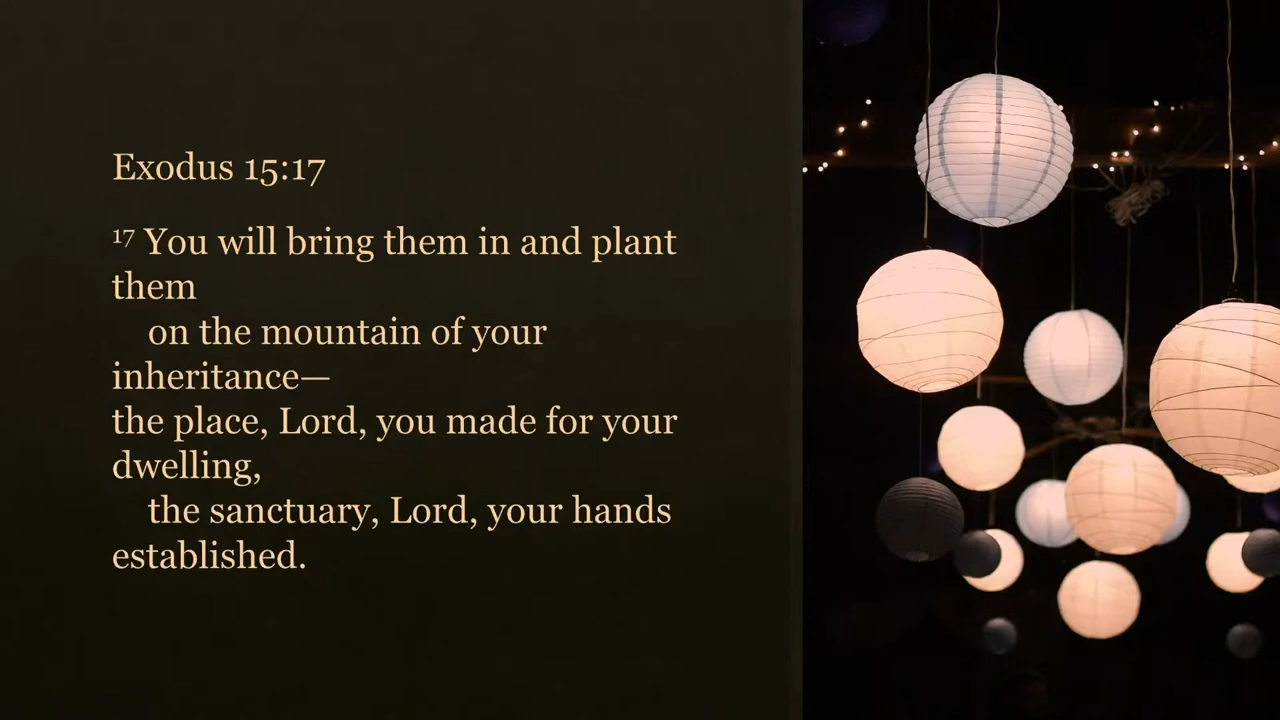 Exodus 15:17
17 You will bring them in and plant
them
on the mountain of your
inheritance—
the place, Lord, you made for your
dwelling,
the sanctuary, Lord, your hands
established.